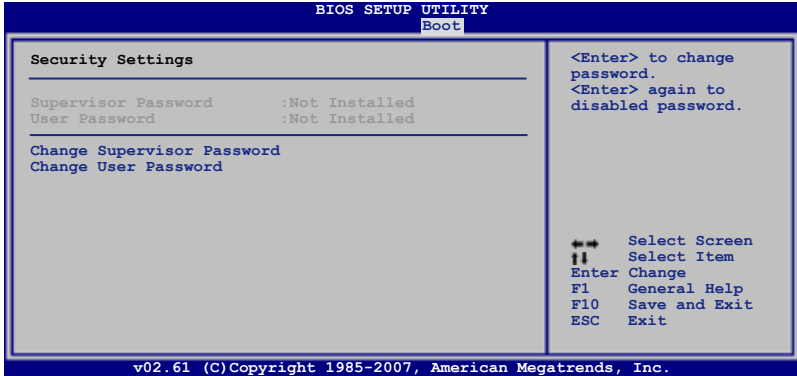 BIOS SETUP UTILITY
Boot
Security Settings
Supervisor Password :Not Installed
User Password :Not Installed
Change Supervisor Password
Change User Password
<Enter> to change
password.
<Enter> again to
disabled password.
←→ Select Screen
↑↓ Select Item
Enter Change
F1 General Help
F10 Save and Exit
ESC Exit
v02.61 (C)Copyright 1985-2007, American Megatrends, Inc.